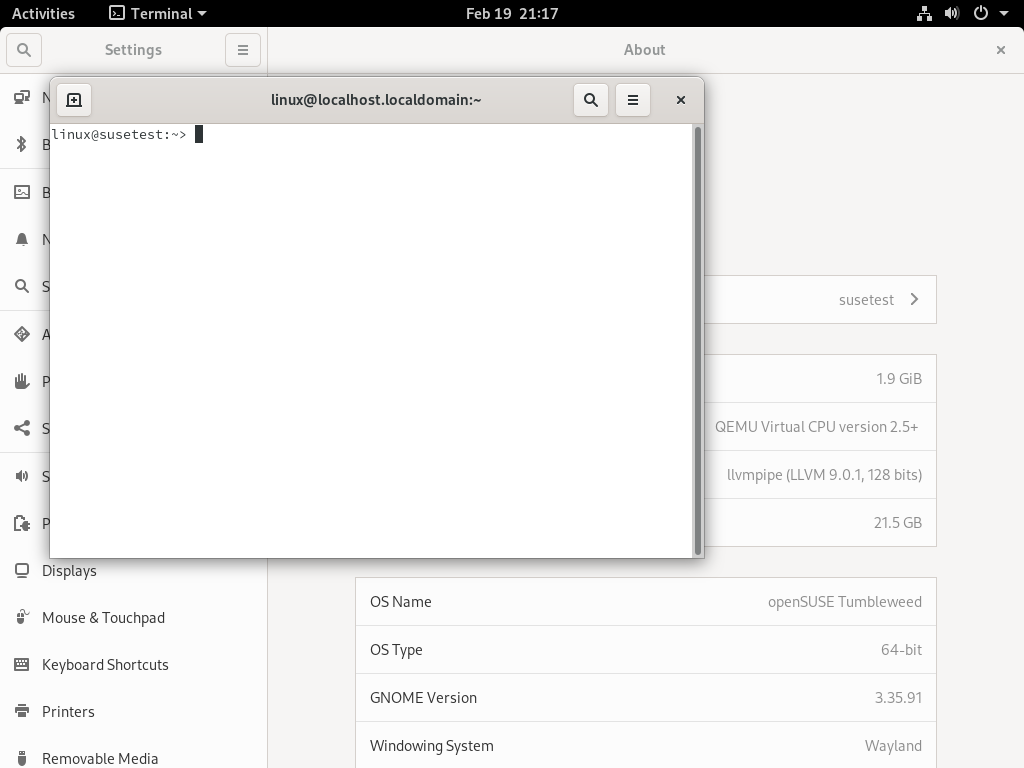 Activities
Terminal
Feb 19 21:17
Settings
About
linux@localhost.localdomain:~
linux@susetest:~>
N
B
B
N
S
A
P
S
S
P
Displays
Mouse & Touchpad
Keyboard Shortcuts
Printers
Removable Media
susetest
1.9 GiB
QEMU Virtual CPU version 2.5+
llvmpipe (LLVM 9.0.1, 128 bits)
21.5 GB
OS Name openSUSE Tumbleweed
OS Type 64-bit
GNOME Version 3.35.91
Windowing System Wayland